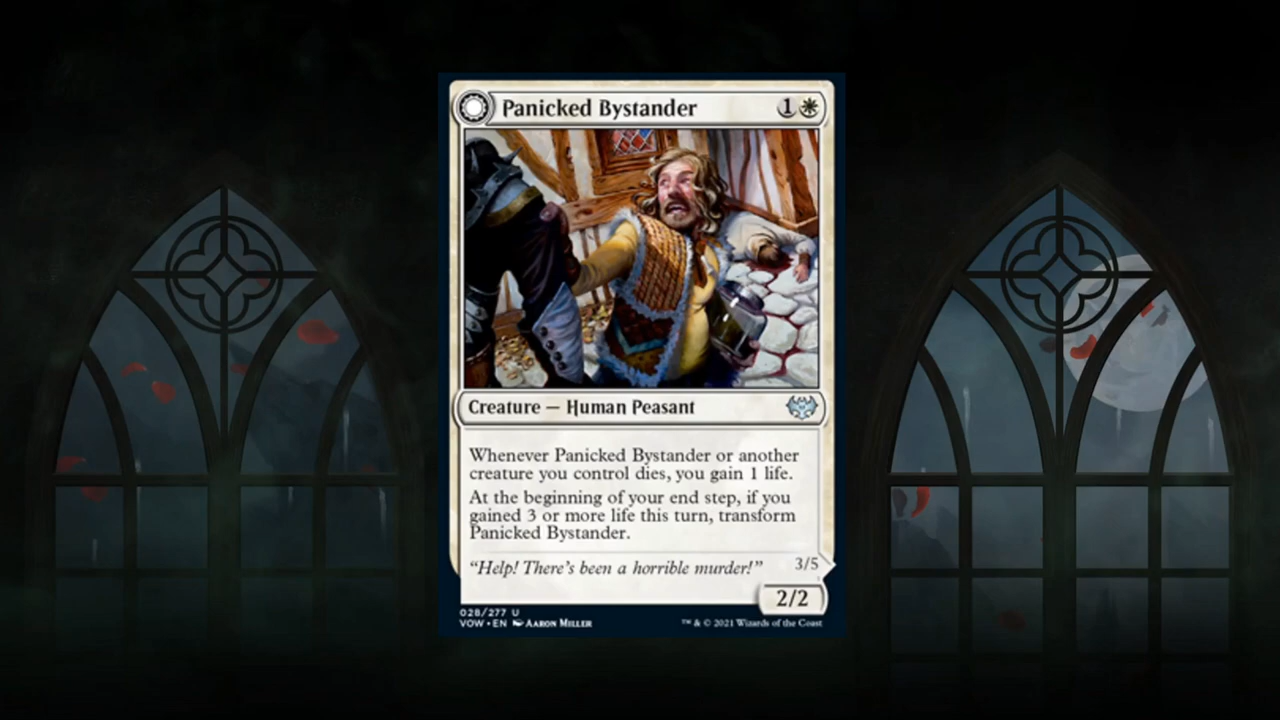 Panicked Bystander 1
Creature — Human Peasant
Whenever Panicked Bystander or another
creature you control dies, you gain 1 life.
At the beginning of your end step, if you
gained 3 or more life this turn, transform
Panicked Bystander.
“Help! There’s been a horrible murder!” 3/5
2/2
028/277 U
VOW • EN AARON MILLER ™ & © 2021 Wizards of the Coast